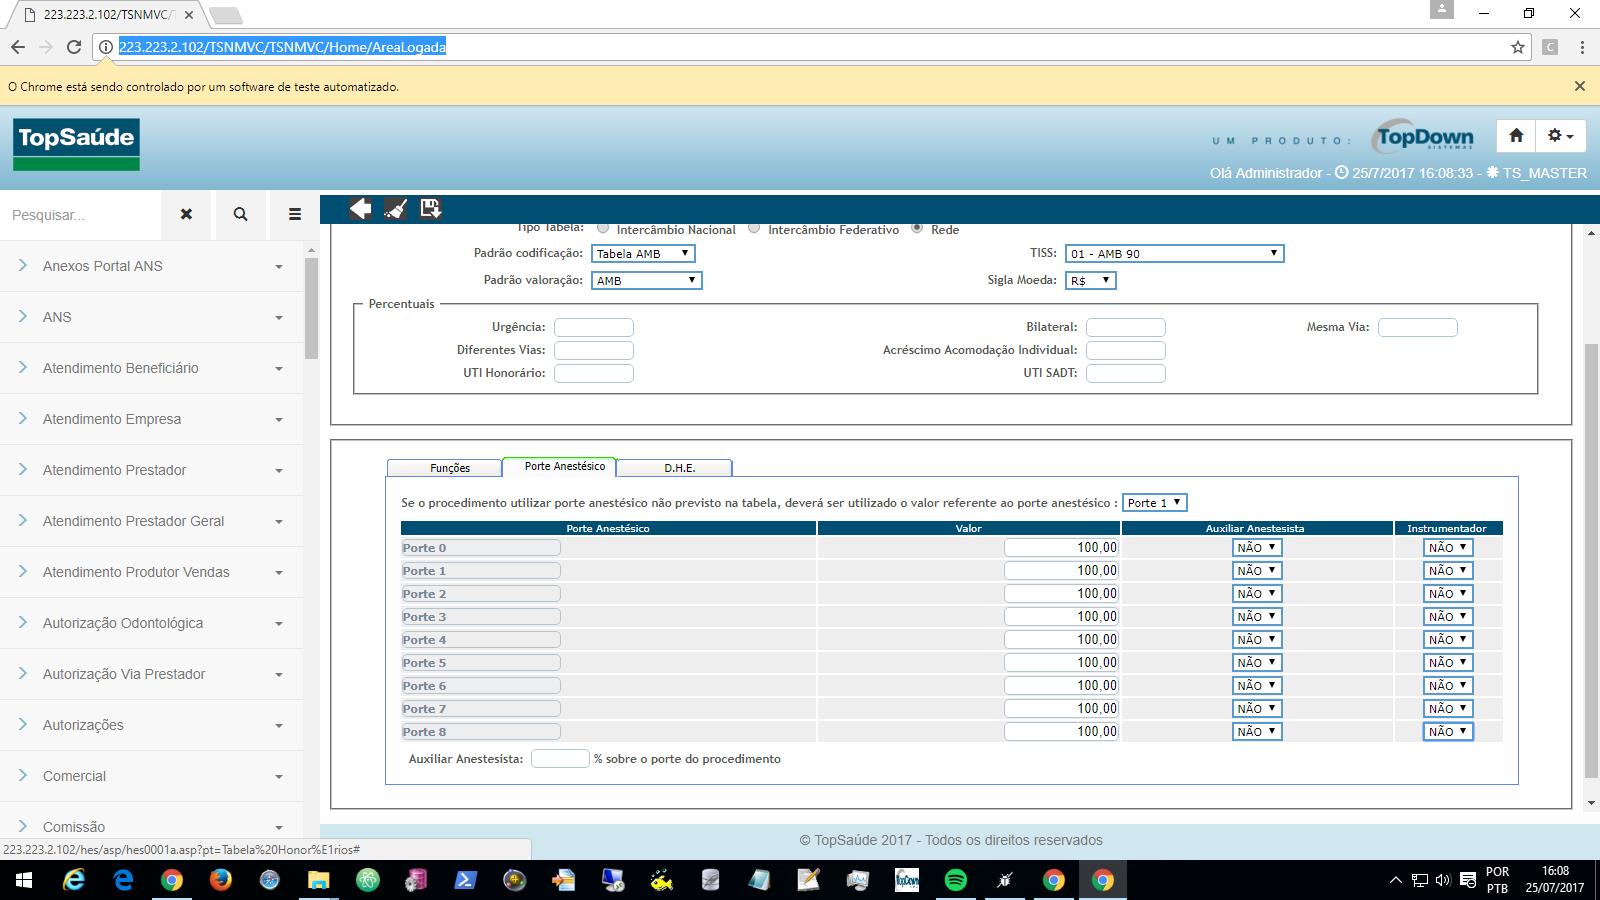 223.223.2.102/TSNMVC/T
223.223.2.102/TSNMVC/TSNMVC/Home/AreaLogada
C
O Chrome está sendo controlado por um software de teste automatizado.
TopSaúde
UM PRODUTO:
TopDown
SISTEMAS
Olá Administrador - 25/7/2017 16:08:33 - TS_MASTER
Pesquisar...
Anexos Portal ANS
ANS
Atendimento Beneficiário
Atendimento Empresa
Atendimento Prestador
Atendimento Prestador Geral
Atendimento Produtor Vendas
Autorização Odontológica
Autorização Via Prestador
Autorizações
Comercial
Comissão
Tipo Tabela: Intercâmbio Nacional Intercâmbio Federativo Rede
Padrão codificação: Tabela AMB TISS: 01 - AMB 90
Padrão valoração: AMB Sigla Moeda: R$
Percentuais
Urgência: Bilateral: Mesma Via:
Diferentes Vias: Acréscimo Acomodação Individual:
UTI Honorário: UTI SADT:
Funções Porte Anestésico D.H.E.
Se o procedimento utilizar porte anestésico não previsto na tabela, deverá ser utilizado o valor referente ao porte anestésico : Porte 1
Porte Anestésico Valor Auxiliar Anestesista Instrumentador
Porte 0 100,00 NÃO NÃO
Porte 1 100,00 NÃO NÃO
Porte 2 100,00 NÃO NÃO
Porte 3 100,00 NÃO NÃO
Porte 4 100,00 NÃO NÃO
Porte 5 100,00 NÃO NÃO
Porte 6 100,00 NÃO NÃO
Porte 7 100,00 NÃO NÃO
Porte 8 100,00 NÃO NÃO
Auxiliar Anestesista: % sobre o porte do procedimento
© TopSaúde 2017 - Todos os direitos reservados
223.223.2.102/hes/asp/hes0001a.asp?pt=Tabela%20Honor%E1rios#
TopDown
POR
PTB
16:08
25/07/2017